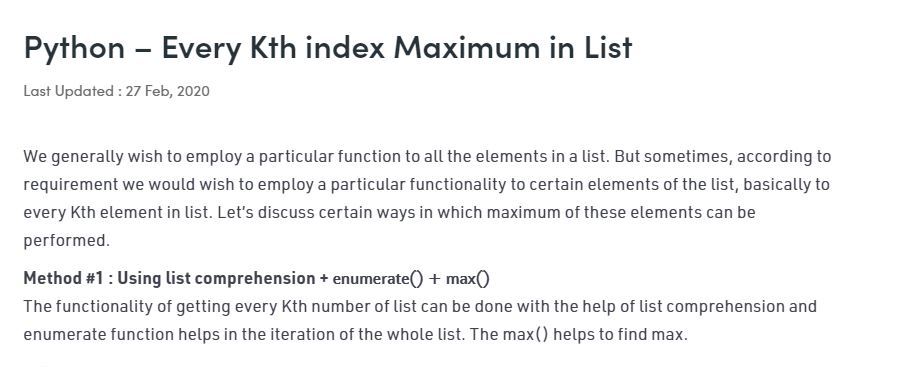 Python – Every Kth index Maximum in List
Last Updated : 27 Feb, 2020
We generally wish to employ a particular function to all the elements in a list. But sometimes, according to
requirement we would wish to employ a particular functionality to certain elements of the list, basically to
every Kth element in list. Let’s discuss certain ways in which maximum of these elements can be
performed.
Method #1 : Using list comprehension + enumerate() + max()
The functionality of getting every Kth number of list can be done with the help of list comprehension and
enumerate function helps in the iteration of the whole list. The max() helps to find max.